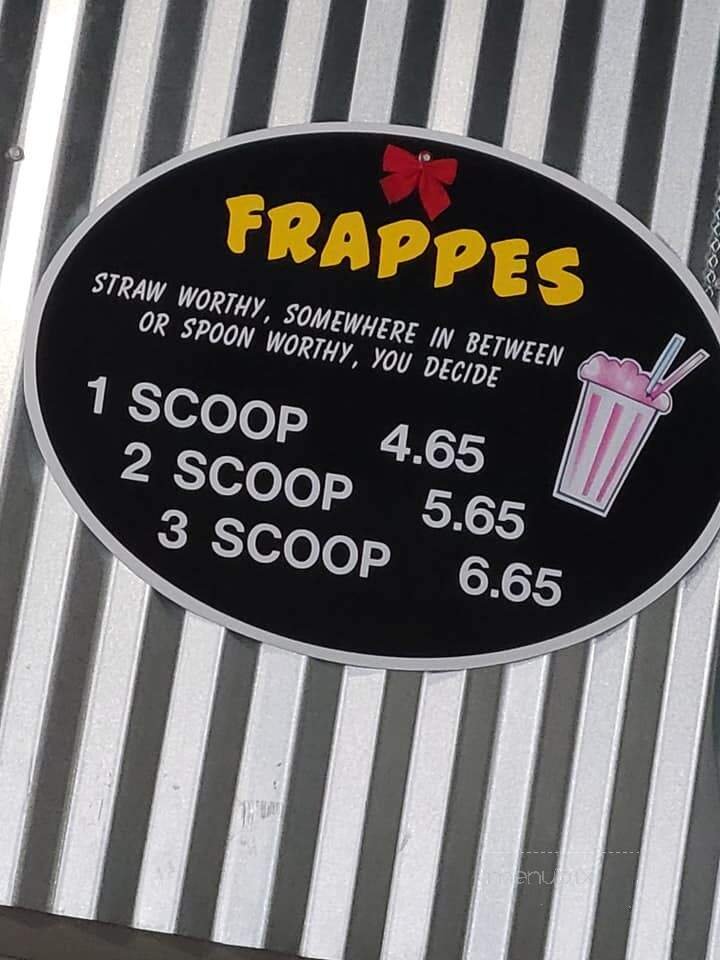 FRAPPES
STRAW WORTHY, SOMEWHERE IN BETWEEN
OR SPOON WORTHY, YOU DECIDE
1 SCOOP 4.65
2 SCOOP 5.65
3 SCOOP 6.65
menupix